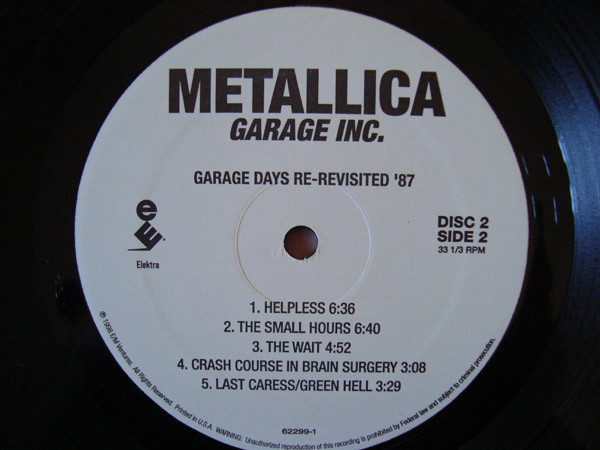 METALLICA
GARAGE INC.
GARAGE DAYS RE-REVISITED '87
DISC 2
SIDE 2
33 1/3 RPM
Elektra
1. HELPLESS 6:36
2. THE SMALL HOURS 6:40
3. THE WAIT 4:52
4. CRASH COURSE IN BRAIN SURGERY 3:08
5. LAST CARESS/GREEN HELL 3:29
62299-1
℗ 1998 E/M Ventures. All Rights Reserved. Printed in U.S.A. WARNING: Unauthorized reproduction of this recording is prohibited by Federal law and subject to criminal prosecution.